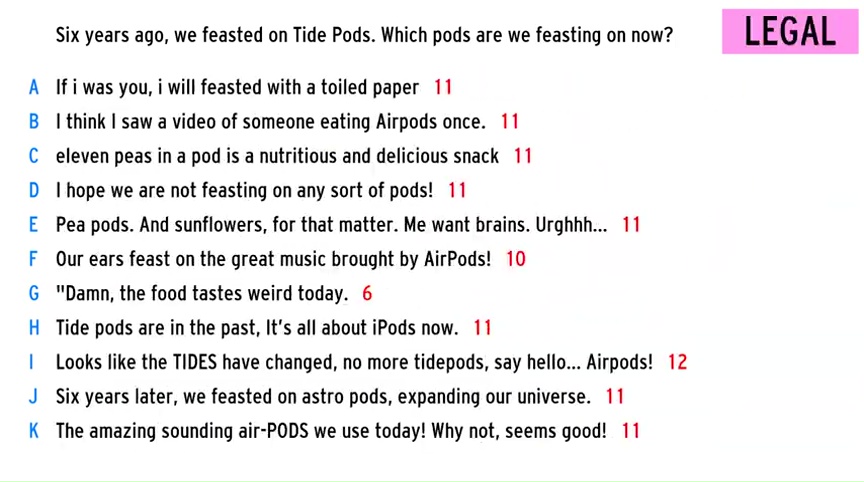 Six years ago, we feasted on Tide Pods. Which pods are we feasting on now?
LEGAL
A If i was you, i will feasted with a toiled paper 11
B I think I saw a video of someone eating Airpods once. 11
C eleven peas in a pod is a nutritious and delicious snack 11
D I hope we are not feasting on any sort of pods! 11
E Pea pods. And sunflowers, for that matter. Me want brains. Urghhh... 11
F Our ears feast on the great music brought by AirPods! 10
G "Damn, the food tastes weird today. 6
H Tide pods are in the past, It's all about iPods now. 11
I Looks like the TIDES have changed, no more tidepods, say hello... Airpods! 12
J Six years later, we feasted on astro pods, expanding our universe. 11
K The amazing sounding air-PODS we use today! Why not, seems good! 11